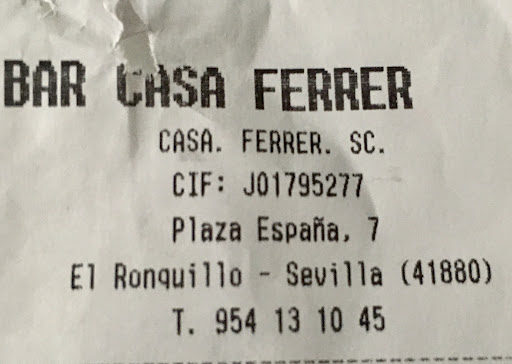 BAR CASA FERRER
CASA. FERRER. SC.
CIF: J01795277
Plaza España, 7
El Ronquillo - Sevilla (41880)
T. 954 13 10 45